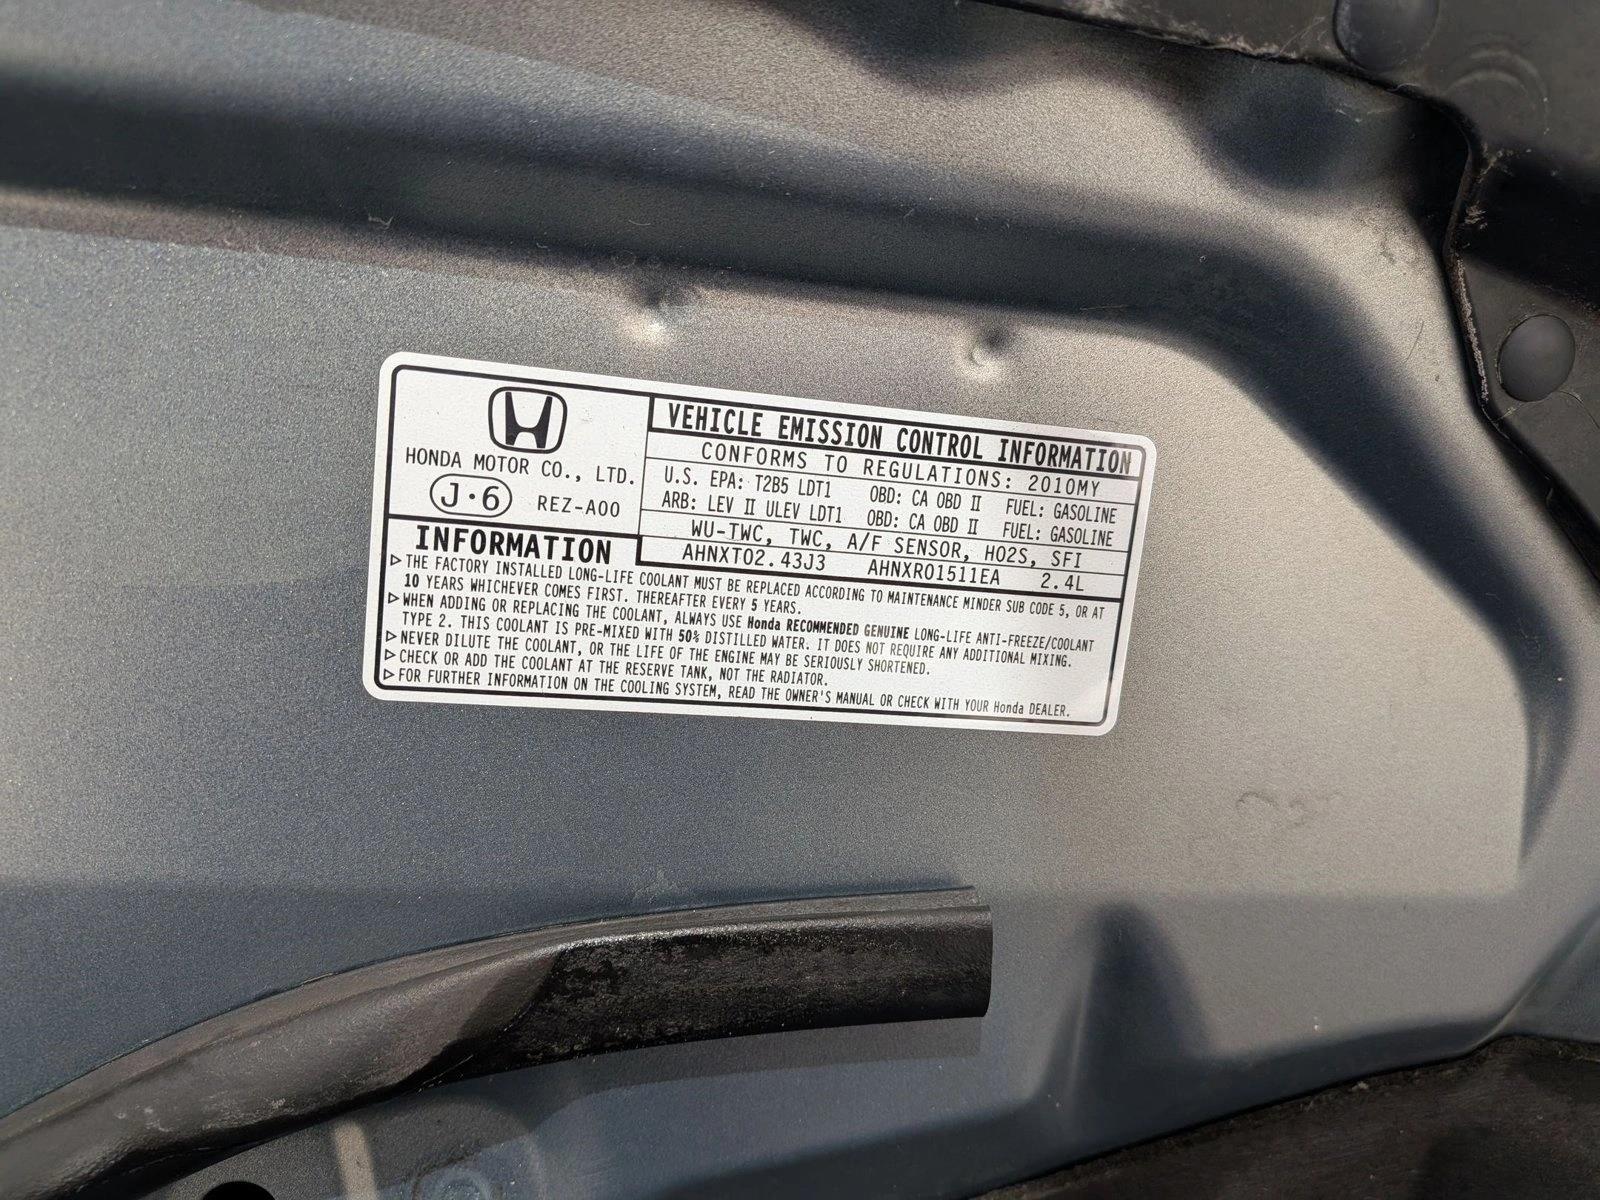 HONDA MOTOR CO., LTD.
J·6 REZ-A00
VEHICLE EMISSION CONTROL INFORMATION
CONFORMS TO REGULATIONS: 2010MY
U.S. EPA: T2B5 LDT1 OBD: CA OBD II FUEL: GASOLINE
ARB: LEV II ULEV LDT1 OBD: CA OBD II FUEL: GASOLINE
WU-TWC, TWC, A/F SENSOR, HO2S, SFI
AHNXT02.43J3 AHNXR01511EA 2.4L
INFORMATION
▷THE FACTORY INSTALLED LONG-LIFE COOLANT MUST BE REPLACED ACCORDING TO MAINTENANCE MINDER SUB CODE 5, OR AT
10 YEARS WHICHEVER COMES FIRST. THEREAFTER EVERY 5 YEARS.
▷WHEN ADDING OR REPLACING THE COOLANT, ALWAYS USE Honda RECOMMENDED GENUINE LONG-LIFE ANTI-FREEZE/COOLANT
TYPE 2. THIS COOLANT IS PRE-MIXED WITH 50% DISTILLED WATER. IT DOES NOT REQUIRE ANY ADDITIONAL MIXING.
▷NEVER DILUTE THE COOLANT, OR THE LIFE OF THE ENGINE MAY BE SERIOUSLY SHORTENED.
▷CHECK OR ADD THE COOLANT AT THE RESERVE TANK, NOT THE RADIATOR.
▷FOR FURTHER INFORMATION ON THE COOLING SYSTEM, READ THE OWNER'S MANUAL OR CHECK WITH YOUR Honda DEALER.